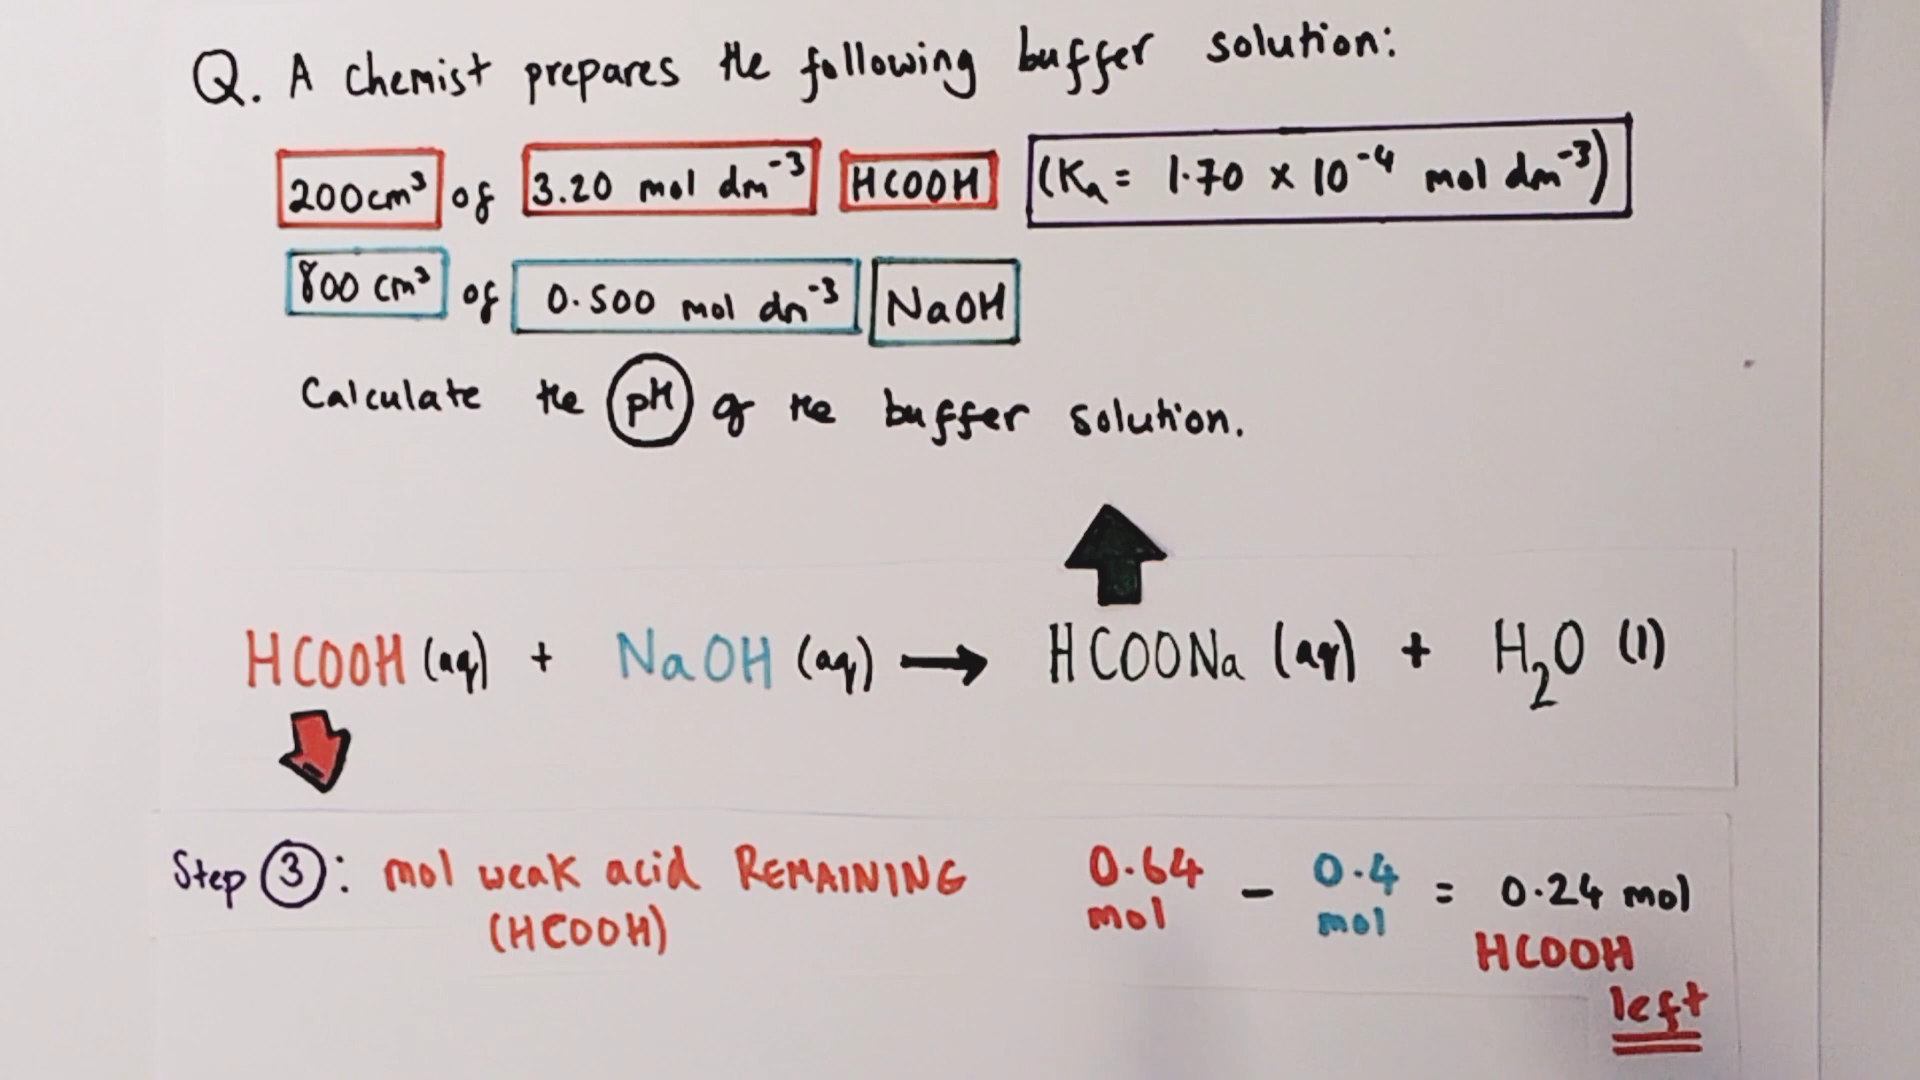 Q. A chemist prepares the following buffer solution:
200cm³ of 3.20 mol dm⁻³ HCOOH (Ka = 1.70 x 10⁻⁴ mol dm⁻³)
800 cm³ of 0.500 mol dm⁻³ NaOH
Calculate the pH of the buffer solution.
HCOOH (aq) + NaOH (aq) → HCOONa (aq) + H₂O (l)
Step 3: mol weak acid REMAINING 0.64 - 0.4 = 0.24 mol
(HCOOH) mol mol HCOOH
left